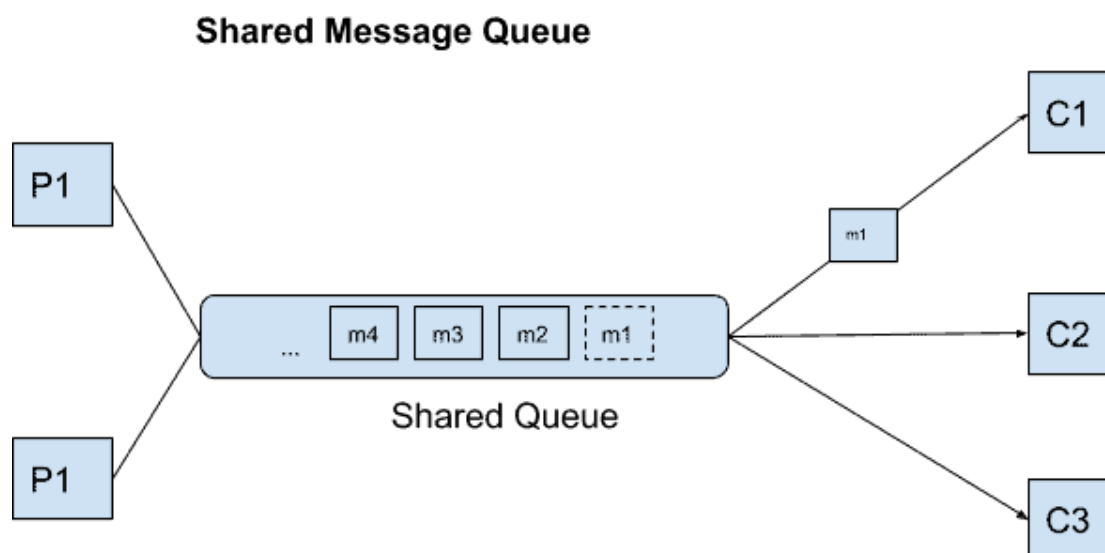 Shared Message Queue
P1
P1
... m4 m3 m2 m1
Shared Queue
m1
C1
C2
C3